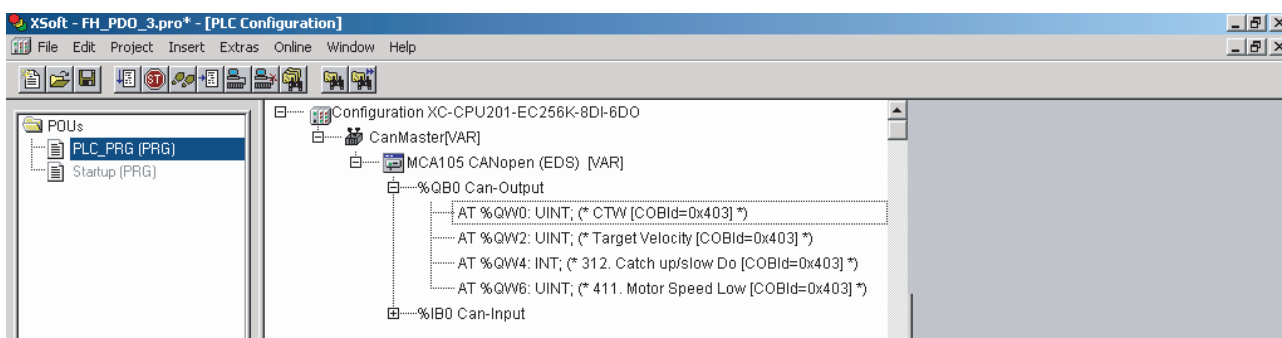 XSoft - FH_PDO_3.pro* - [PLC Configuration]
File Edit Project Insert Extras Online Window Help
POUs
PLC_PRG (PRG)
Startup (PRG)
Configuration XC-CPU201-EC256K-8DI-6DO
CanMaster[VAR]
MCA105 CANopen (EDS) [VAR]
%QB0 Can-Output
AT %QW0: UINT; (* CTW [COBId=0x403] *)
AT %QW2: UINT; (* Target Velocity [COBId=0x403] *)
AT %QW4: INT; (* 312. Catch up/slow Do [COBId=0x403] *)
AT %QW6: UINT; (* 411. Motor Speed Low [COBId=0x403] *)
%IB0 Can-Input